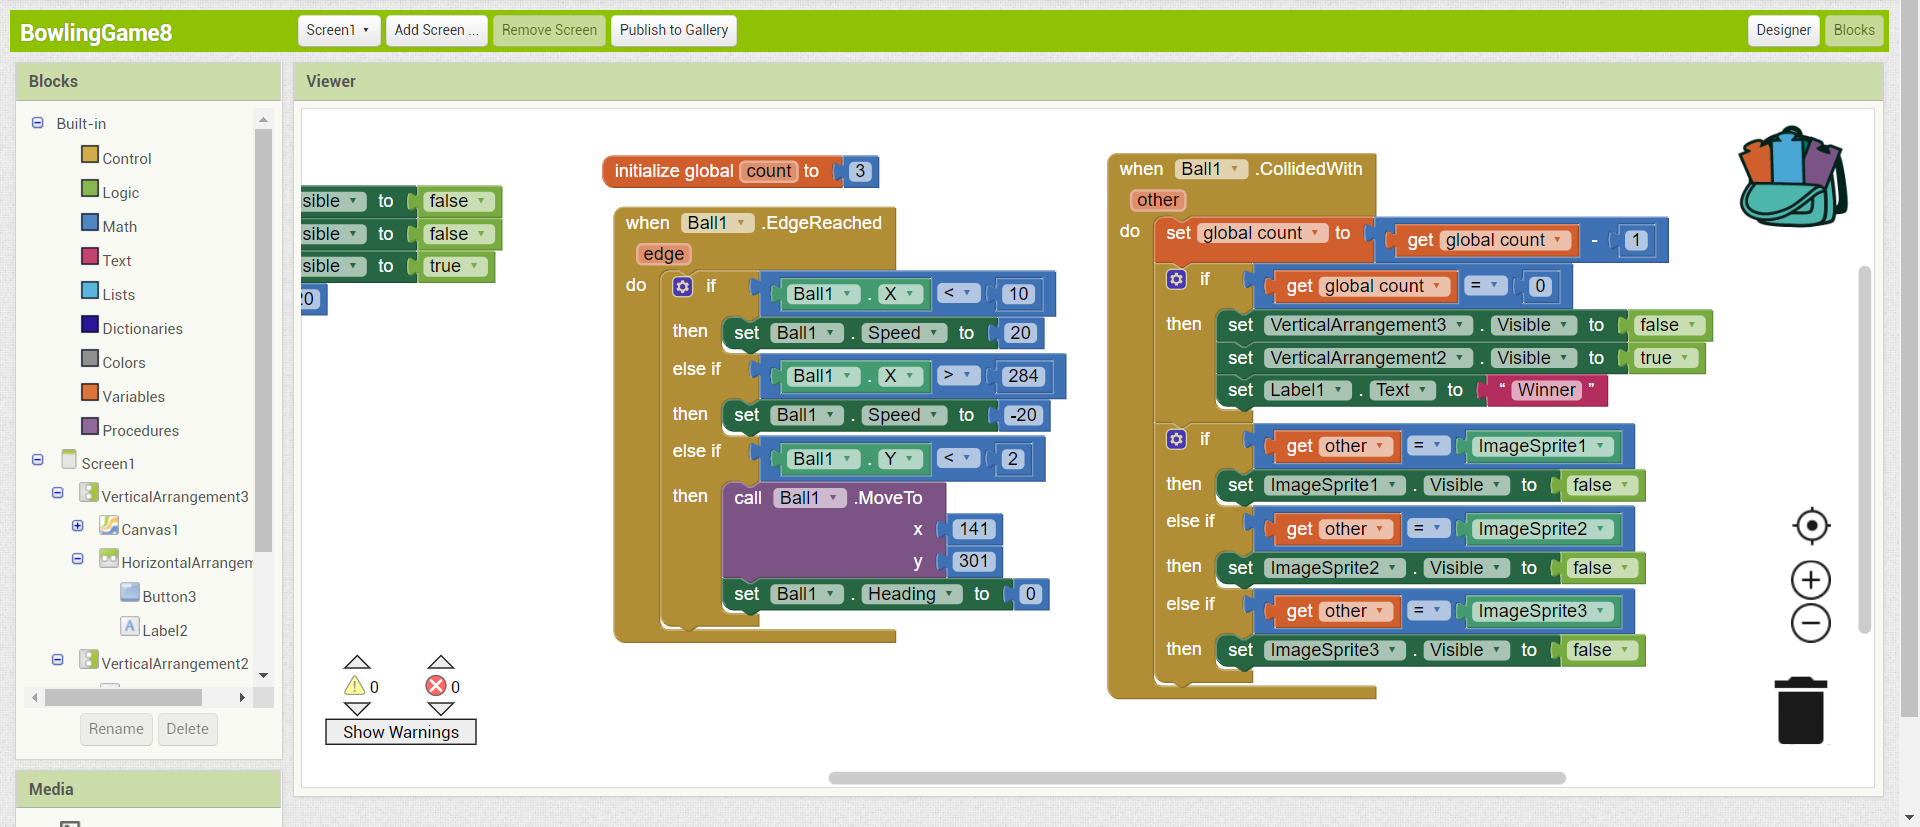 BowlingGame8
Screen1 Add Screen ... Remove Screen Publish to Gallery
Designer Blocks
Blocks
Built-in
Control
Logic
Math
Text
Lists
Dictionaries
Colors
Variables
Procedures
Screen1
VerticalArrangement3
Canvas1
HorizontalArrangem
Button3
Label2
VerticalArrangement2
Rename Delete
Media
Viewer
sible to false
sible to false
sible to true
20
initialize global count to 3
when Ball1 .EdgeReached
edge
do if Ball1 . X < 10
then set Ball1 . Speed to 20
else if Ball1 . X > 284
then set Ball1 . Speed to -20
else if Ball1 . Y < 2
then call Ball1 .MoveTo
x 141
y 301
set Ball1 . Heading to 0
when Ball1 .CollidedWith
other
do set global count to get global count - 1
if get global count = 0
then set VerticalArrangement3 . Visible to false
set VerticalArrangement2 . Visible to true
set Label1 . Text to “ Winner ”
if get other = ImageSprite1
then set ImageSprite1 . Visible to false
else if get other = ImageSprite2
then set ImageSprite2 . Visible to false
else if get other = ImageSprite3
then set ImageSprite3 . Visible to false
0 0
Show Warnings